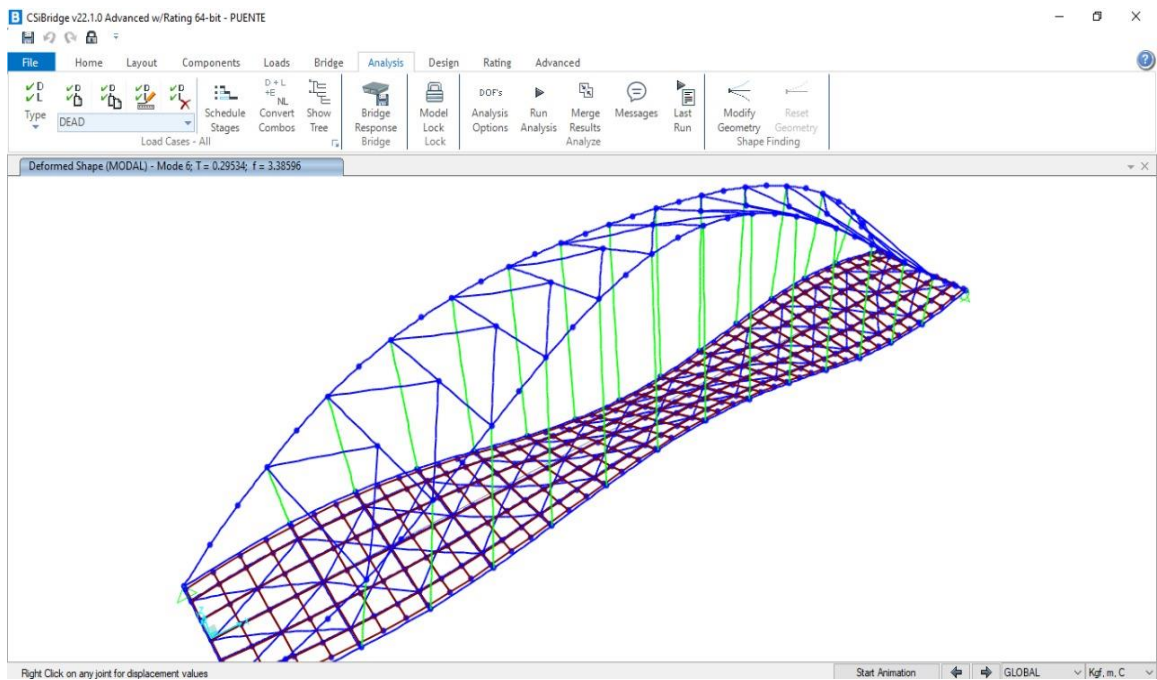 B CSiBridge v22.1.0 Advanced w/Rating 64-bit - PUENTE
File Home Layout Components Loads Bridge Analysis Design Rating Advanced
Type
DEAD
Schedule Stages
D + L +E NL
Convert Combos
Show Tree
Load Cases - All
Bridge Response
Bridge
Model Lock
Lock
DOF's
Analysis Options
Run Analysis
Merge Results
Messages
Last Run
Analyze
Modify Geometry
Reset Geometry
Shape Finding
Deformed Shape (MODAL) - Mode 6; T = 0.29534; f = 3.38596
Right Click on any joint for displacement values
Start Animation
GLOBAL
Kgf, m, C